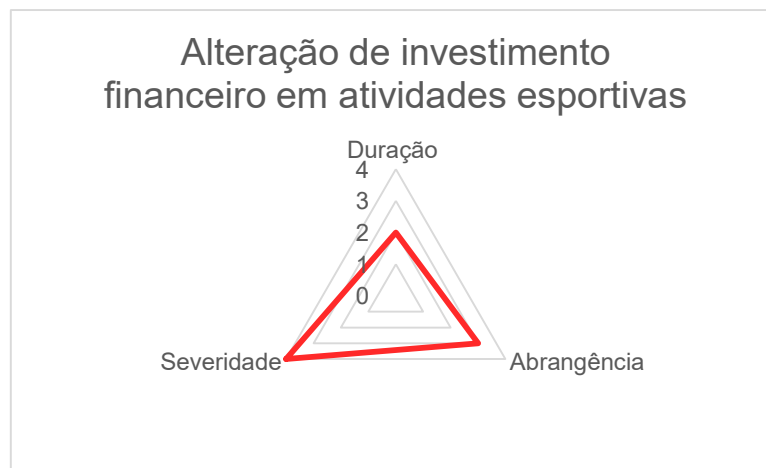 Alteração de investimento
financeiro em atividades esportivas
Duração
4
3
2
1
0
Severidade
Abrangência